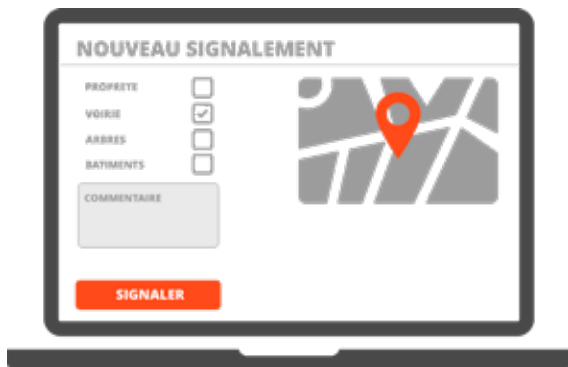 NOUVEAU SIGNALEMENT
PROPRETE
VOIRIE
ARBRES
BATIMENTS
COMMENTAIRE
SIGNALER